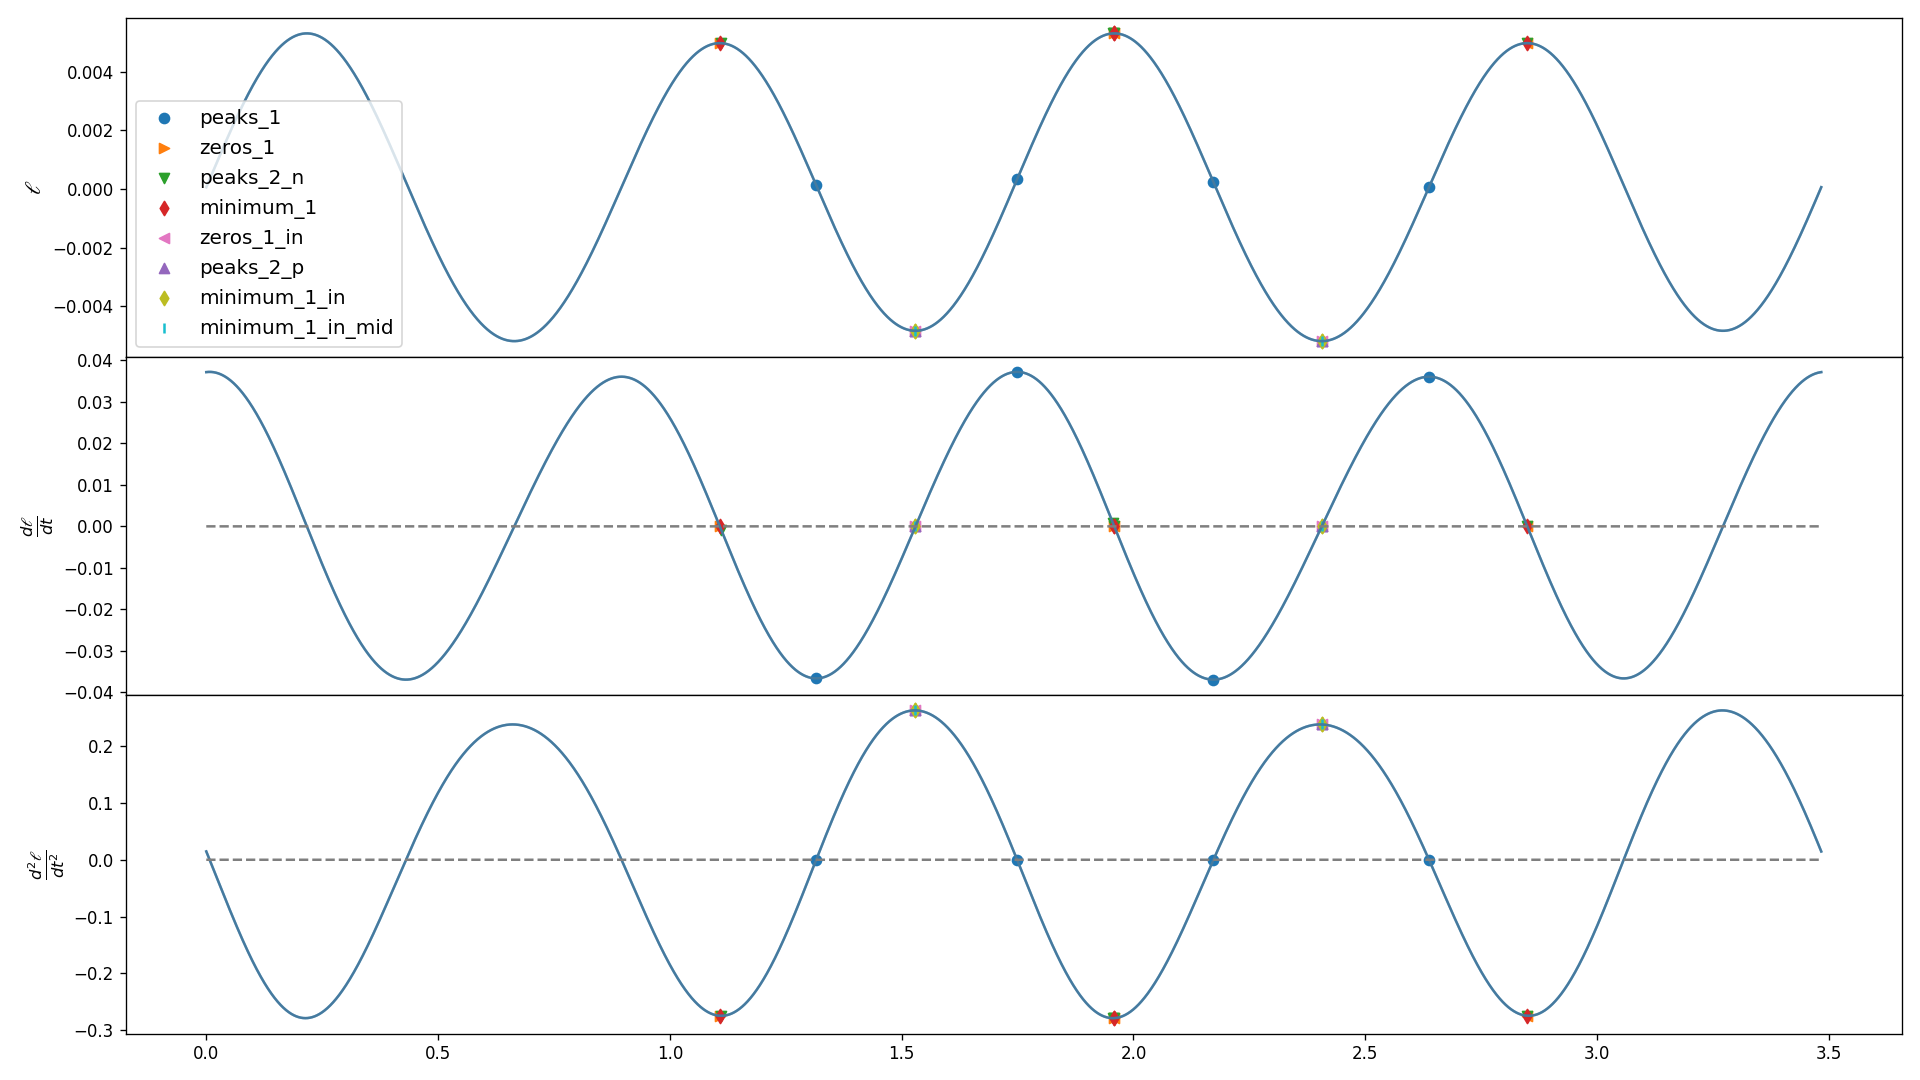 0.004
0.002
0.000
−0.002
−0.004
ℓ
peaks_1
zeros_1
peaks_2_n
minimum_1
zeros_1_in
peaks_2_p
minimum_1_in
minimum_1_in_mid
0.04
0.03
0.02
0.01
0.00
−0.01
−0.02
−0.03
−0.04
dℓ
dt
0.2
0.1
0.0
−0.1
−0.2
−0.3
d²ℓ
dt²
0.0 0.5 1.0 1.5 2.0 2.5 3.0 3.5